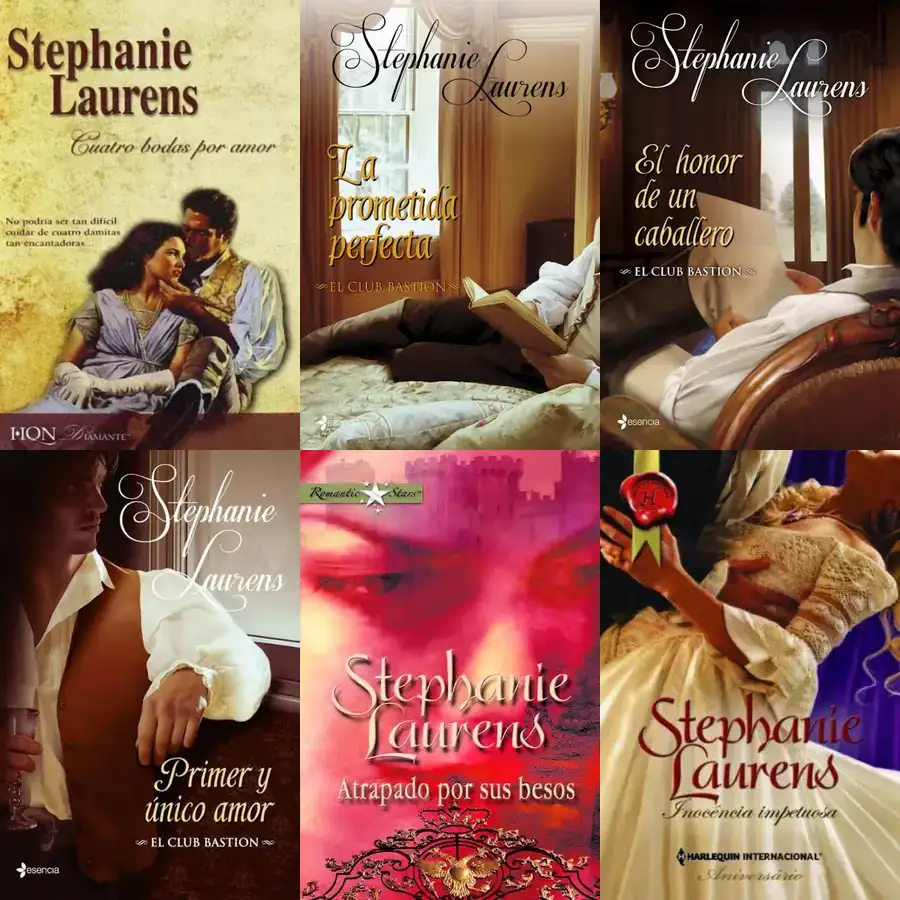 Stephanie
Laurens
Cuatro bodas por amor
No podría ser tan difícil
cuidar de cuatro damitas
tan encantadoras...
HQN Diamante™
Stephanie
Laurens
La
prometida
perfecta
EL CLUB BASTION
esencia
Stephanie
Laurens
El honor
de un
caballero
EL CLUB BASTION
esencia
Stephanie
Laurens
Primer y
único amor
EL CLUB BASTION
esencia
Romantic Stars™
Stephanie
Laurens
Atrapado por sus besos
H
Stephanie
Laurens
Inocência impetuosa
HARLEQUIN INTERNACIONAL®
Aniversário